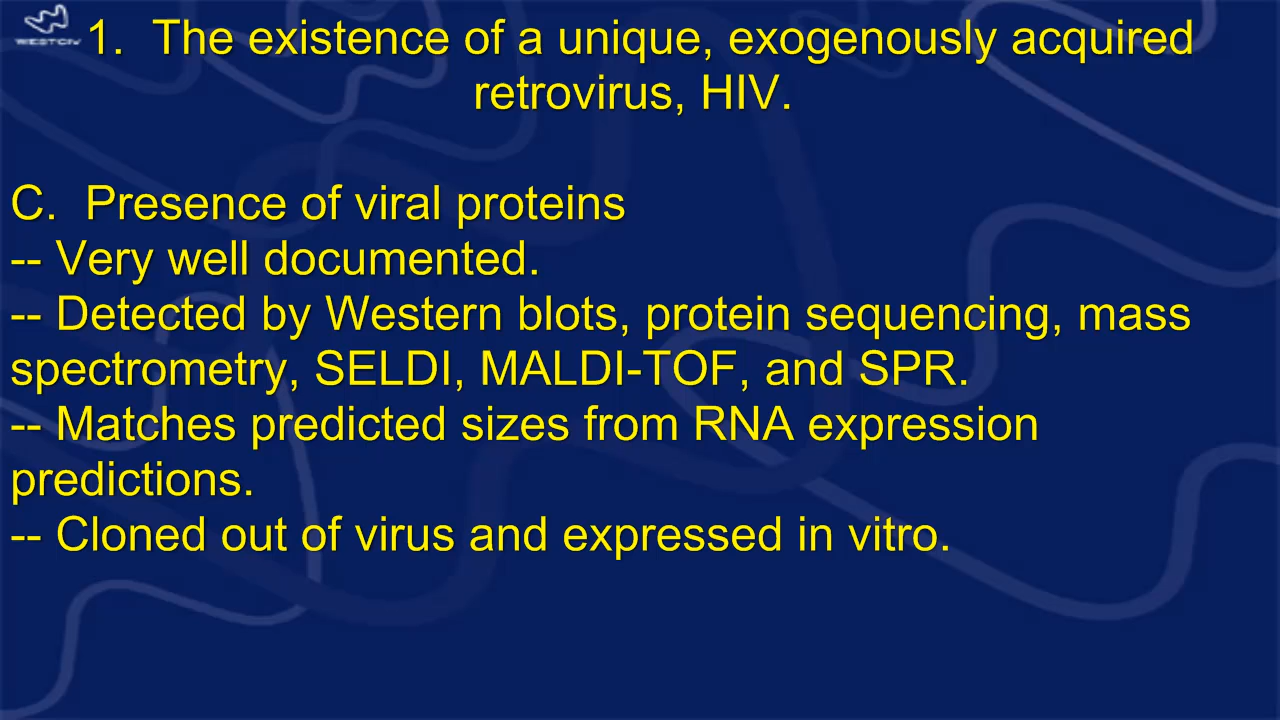 WESTCIV
1. The existence of a unique, exogenously acquired
retrovirus, HIV.
C. Presence of viral proteins
-- Very well documented.
-- Detected by Western blots, protein sequencing, mass
spectrometry, SELDI, MALDI-TOF, and SPR.
-- Matches predicted sizes from RNA expression
predictions.
-- Cloned out of virus and expressed in vitro.